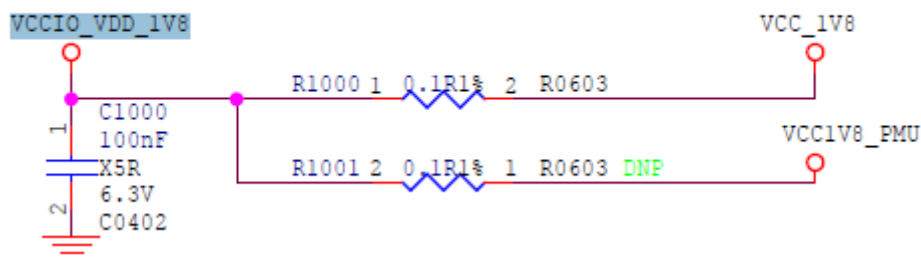 VCCIO_VDD_1V8
VCC_1V8
R1000 1 0.1R1% 2 R0603
C1000
1
100nF
VCC1V8_PMU
X5R
R1001 2 0.1R1% 1 R0603 DNP
6.3V
2
C0402